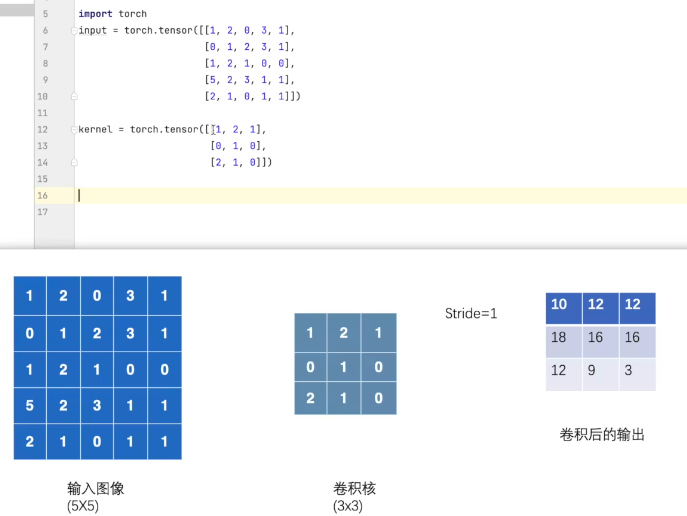 5 import torch
6 input = torch.tensor([[1, 2, 0, 3, 1],
7 [0, 1, 2, 3, 1],
8 [1, 2, 1, 0, 0],
9 [5, 2, 3, 1, 1],
10 [2, 1, 0, 1, 1]])
11
12 kernel = torch.tensor([[1, 2, 1],
13 [0, 1, 0],
14 [2, 1, 0]])
15
16
17
1 2 0 3 1
0 1 2 3 1
1 2 1 0 0
5 2 3 1 1
2 1 0 1 1
输入图像
(5X5)
1 2 1
0 1 0
2 1 0
卷积核
(3x3)
Stride=1
10 12 12
18 16 16
12 9 3
卷积后的输出